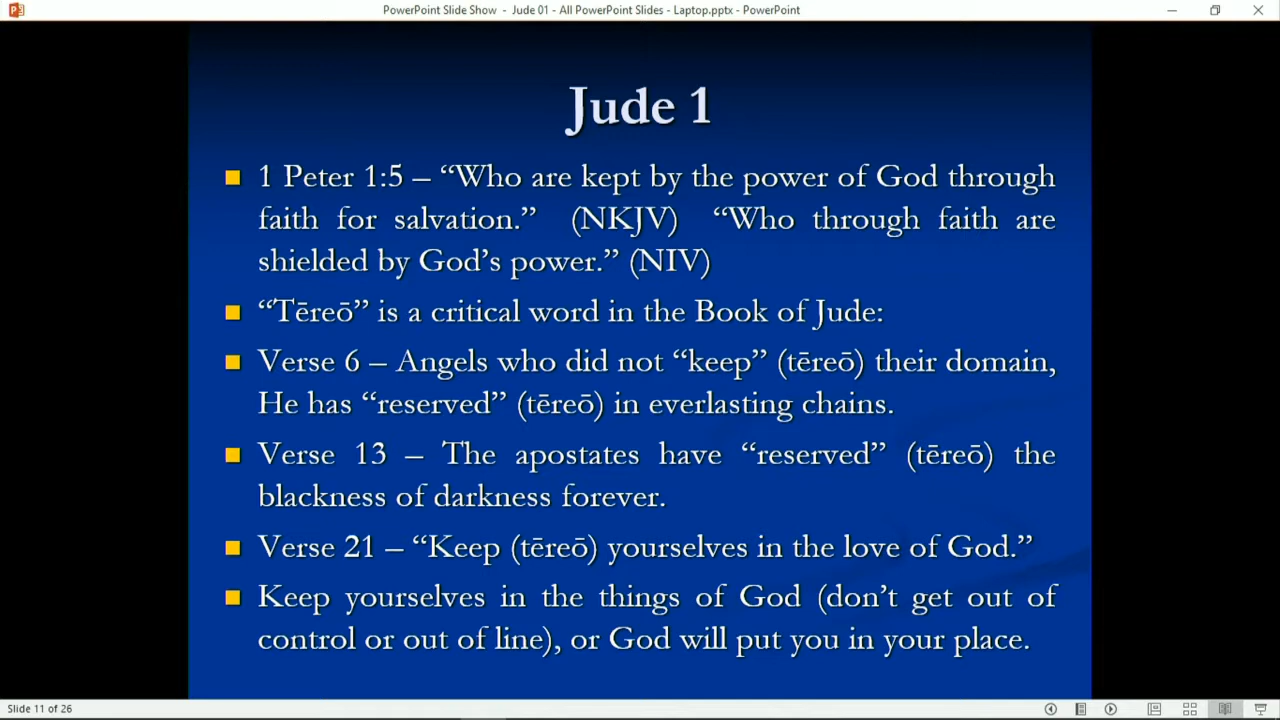 PowerPoint Slide Show - Jude 01 - All PowerPoint Slides - Laptop.pptx - PowerPoint
Jude 1
1 Peter 1:5 – “Who are kept by the power of God through
faith for salvation.” (NKJV) “Who through faith are
shielded by God’s power.” (NIV)
“Tēreō” is a critical word in the Book of Jude:
Verse 6 – Angels who did not “keep” (tēreō) their domain,
He has “reserved” (tēreō) in everlasting chains.
Verse 13 – The apostates have “reserved” (tēreō) the
blackness of darkness forever.
Verse 21 – “Keep (tēreō) yourselves in the love of God.”
Keep yourselves in the things of God (don’t get out of
control or out of line), or God will put you in your place.
Slide 11 of 26